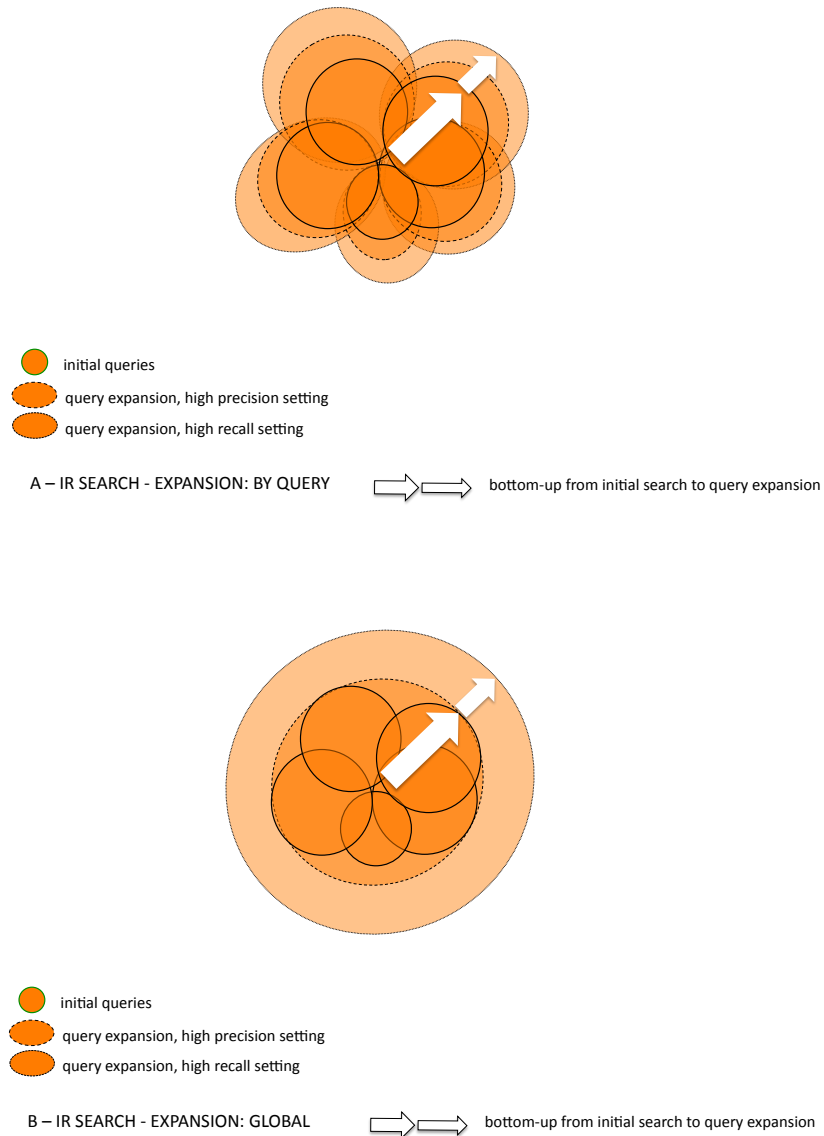 initial queries
query expansion, high precision setting
query expansion, high recall setting
A – IR SEARCH - EXPANSION: BY QUERY bottom-up from initial search to query expansion
initial queries
query expansion, high precision setting
query expansion, high recall setting
B – IR SEARCH - EXPANSION: GLOBAL bottom-up from initial search to query expansion